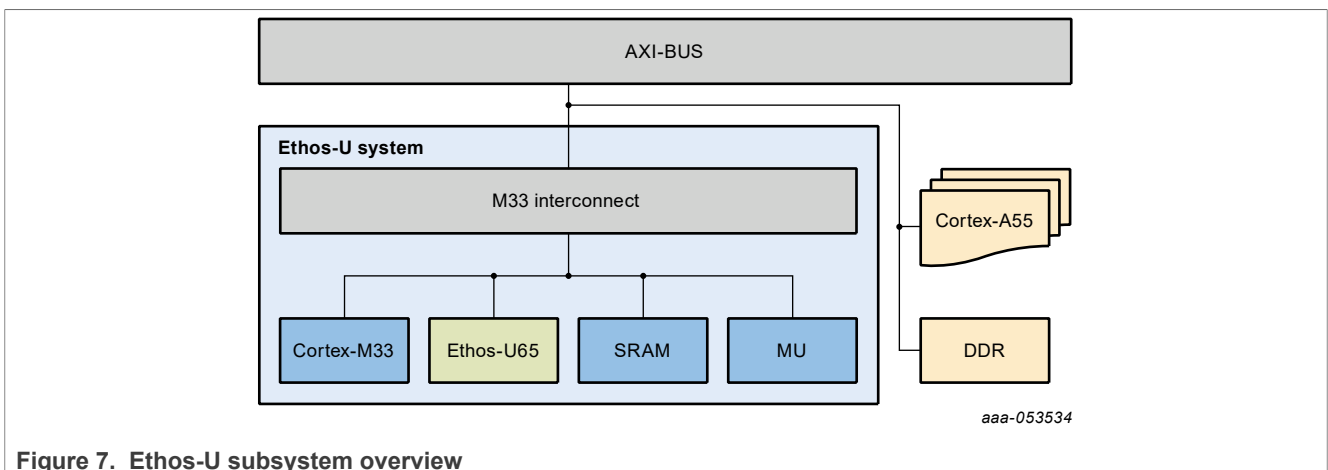 AXI-BUS
Ethos-U system
M33 interconnect
Cortex-A55
Cortex-M33
Ethos-U65
SRAM
MU
DDR
aaa-053534
Figure 7. Ethos-U subsystem overview